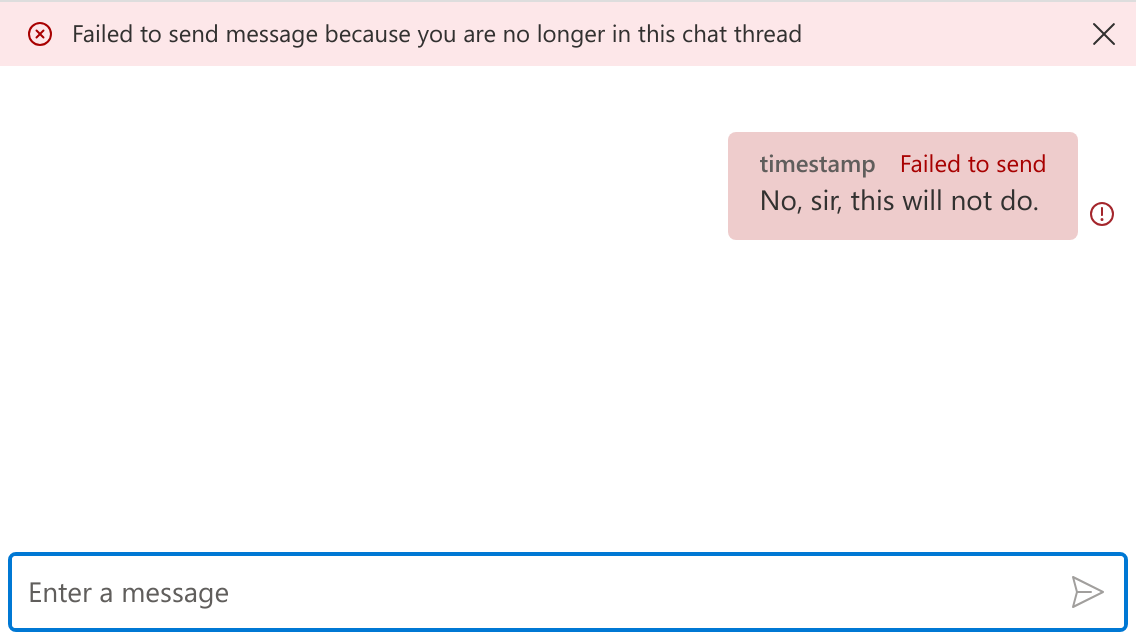 Failed to send message because you are no longer in this chat thread
timestamp Failed to send
No, sir, this will not do.
Enter a message